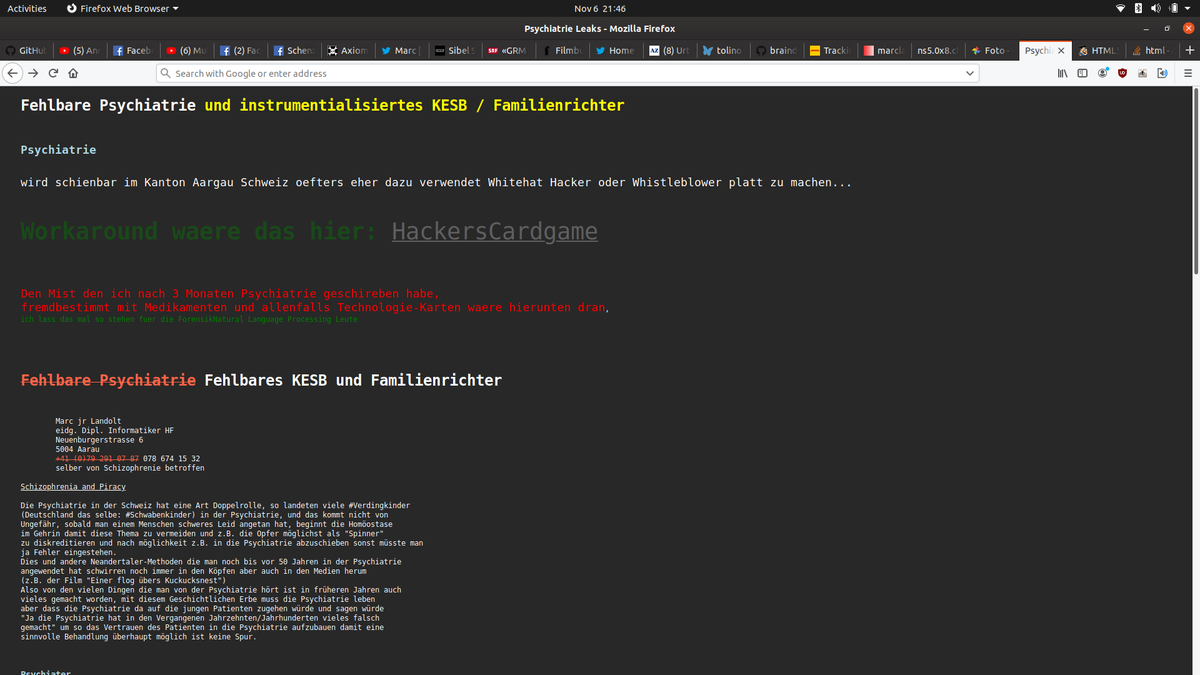 Activities Firefox Web Browser Nov 6 21:46
Psychiatrie Leaks - Mozilla Firefox
GitHu (5) An Faceb (6) Mu (2) Fac Schen Axiom Marc Sibel S SRF «GRM Filmb Home AZ (8) Urt tolino braind Tracki marcla ns5.0x8.c Foto - Psychi HTML html -
Search with Google or enter address
Fehlbare Psychiatrie und instrumentialisiertes KESB / Familienrichter
Psychiatrie
wird schienbar im Kanton Aargau Schweiz oefters eher dazu verwendet Whitehat Hacker oder Whistleblower platt zu machen...
Workaround waere das hier: HackersCardgame
Den Mist den ich nach 3 Monaten Psychiatrie geschireben habe,
fremdbestimmt mit Medikamenten und allenfalls Technologie-Karten waere hierunten dran,
ich lass das mal so stehen fuer die ForensikNatural Language Processing Leute
Fehlbare Psychiatrie Fehlbares KESB und Familienrichter
Marc jr Landolt
eidg. Dipl. Informatiker HF
Neuenburgerstrasse 6
5004 Aarau
+41 (0)79 291 07 87 078 674 15 32
selber von Schizophrenie betroffen
Schizophrenia and Piracy
Die Psychiatrie in der Schweiz hat eine Art Doppelrolle, so landeten viele #Verdingkinder
(Deutschland das selbe: #Schwabenkinder) in der Psychiatrie, und das kommt nicht von
Ungefähr, sobald man einem Menschen schweres Leid angetan hat, beginnt die Homöostase
im Gehrin damit diese Thema zu vermeiden und z.B. die Opfer möglichst als "Spinner"
zu diskreditieren und nach möglichkeit z.B. in die Psychiatrie abzuschieben sonst müsste man
ja Fehler eingestehen.
Dies und andere Neandertaler-Methoden die man noch bis vor 50 Jahren in der Psychiatrie
angewendet hat schwirren noch immer in den Köpfen aber auch in den Medien herum
(z.B. der Film "Einer flog übers Kuckucksnest")
Also von den vielen Dingen die man von der Psychiatrie hört ist in früheren Jahren auch
vieles gemacht worden, mit diesem Geschichtlichen Erbe muss die Psychiatrie leben
aber dass die Psychiatrie da auf die jungen Patienten zugehen würde und sagen würde
"Ja die Psychiatrie hat in den Vergangenen Jahrzehnten/Jahrhunderten vieles falsch
gemacht" um so das Vertrauen des Patienten in die Psychiatrie aufzubauen damit eine
sinnvolle Behandlung überhaupt möglich ist keine Spur.
Psychiater